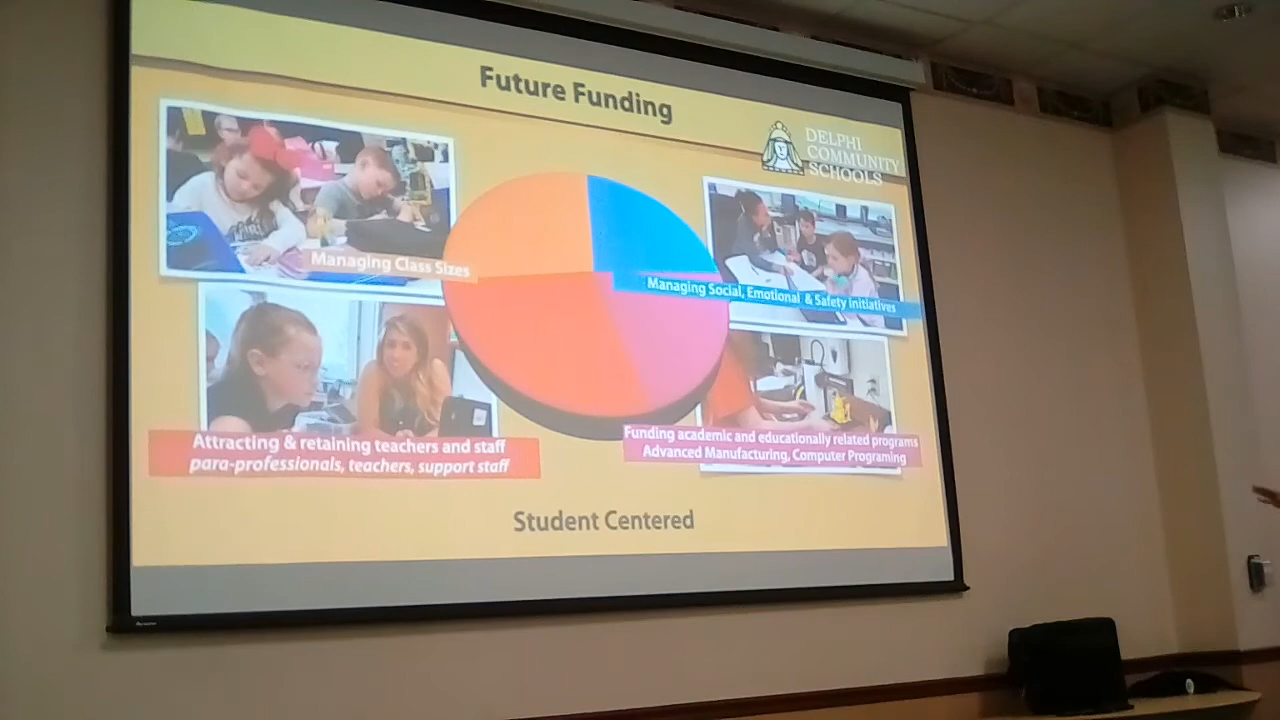 Future Funding
DELPHI
COMMUNITY
SCHOOLS
Managing Class Sizes
Managing Social, Emotional & Safety Initiatives
Attracting & retaining teachers and staff
para-professionals, teachers, support staff
Funding academic and educationally related programs
Advanced Manufacturing, Computer Programing
Student Centered